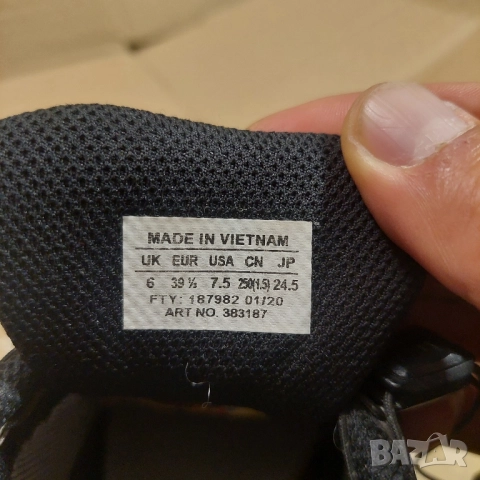 MADE IN VIETNAM
UK EUR USA CN JP
6 39 ⅓ 7.5 250(1.5) 24.5
FTY: 187982 01/20
ART NO. 383187
BAZAR